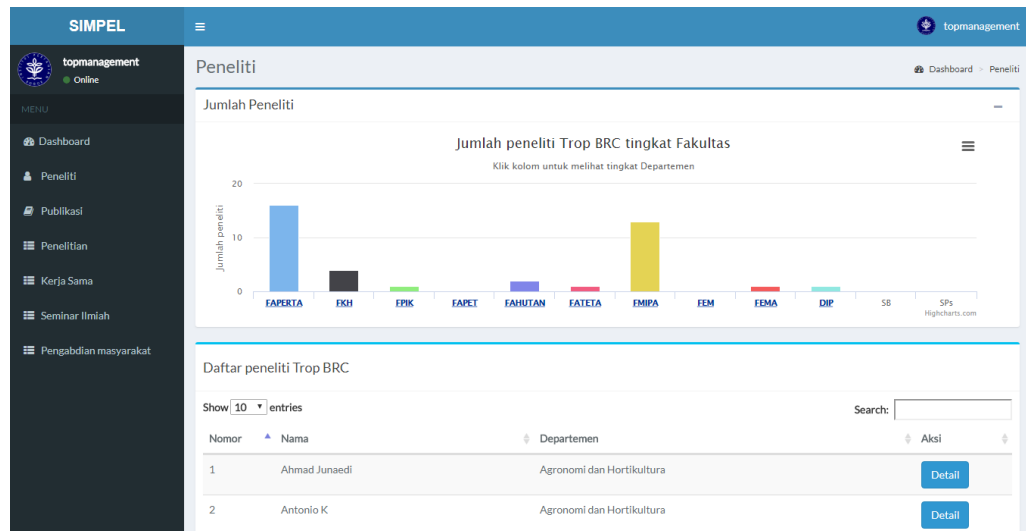 SIMPEL
topmanagement
topmanagement
Online
MENU
Dashboard
Peneliti
Publikasi
Penelitian
Kerja Sama
Seminar Ilmiah
Pengabdian masyarakat
Peneliti
Dashboard > Peneliti
Jumlah Peneliti
Jumlah peneliti Trop BRC tingkat Fakultas
Klik kolom untuk melihat tingkat Departemen
Jumlah peneliti
20
10
0
FAPERTA FKH FPIK FAPET FAHUTAN FATETA FMIPA FEM FEMA DIP SB SPs
Highcharts.com
Daftar peneliti Trop BRC
Show 10 entries Search:
Nomor Nama Departemen Aksi
1 Ahmad Junaedi Agronomi dan Hortikultura Detail
2 Antonio K Agronomi dan Hortikultura Detail